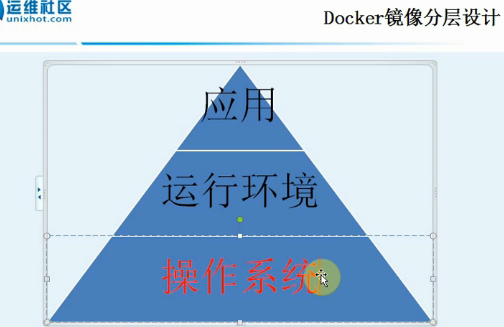 运维社区
unixhot.com
Docker镜像分层设计
应用
运行环境
操作系统